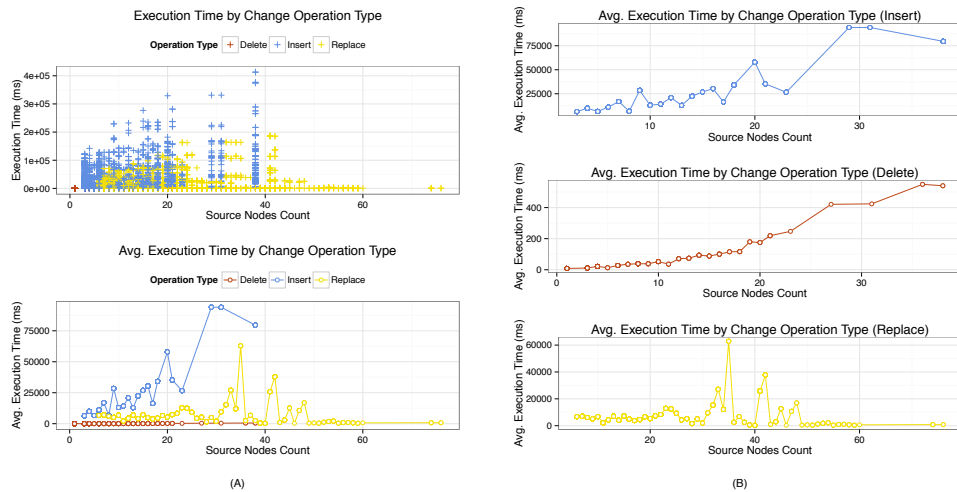 Execution Time by Change Operation Type
Operation Type Delete Insert Replace
Execution Time (ms)
4e+05
3e+05
2e+05
1e+05
0e+00
0 20 40 60
Source Nodes Count
Avg. Execution Time by Change Operation Type
Operation Type Delete Insert Replace
Avg. Execution Time (ms)
75000
50000
25000
0
0 20 40 60
Source Nodes Count
(A)
Avg. Execution Time by Change Operation Type (Insert)
Avg. Execution Time (ms)
75000
50000
25000
10 20 30
Source Nodes Count
Avg. Execution Time by Change Operation Type (Delete)
Avg. Execution Time (ms)
400
200
0
0 10 20 30
Source Nodes Count
Avg. Execution Time by Change Operation Type (Replace)
Avg. Execution Time (ms)
60000
40000
20000
0
20 40 60
Source Nodes Count
(B)